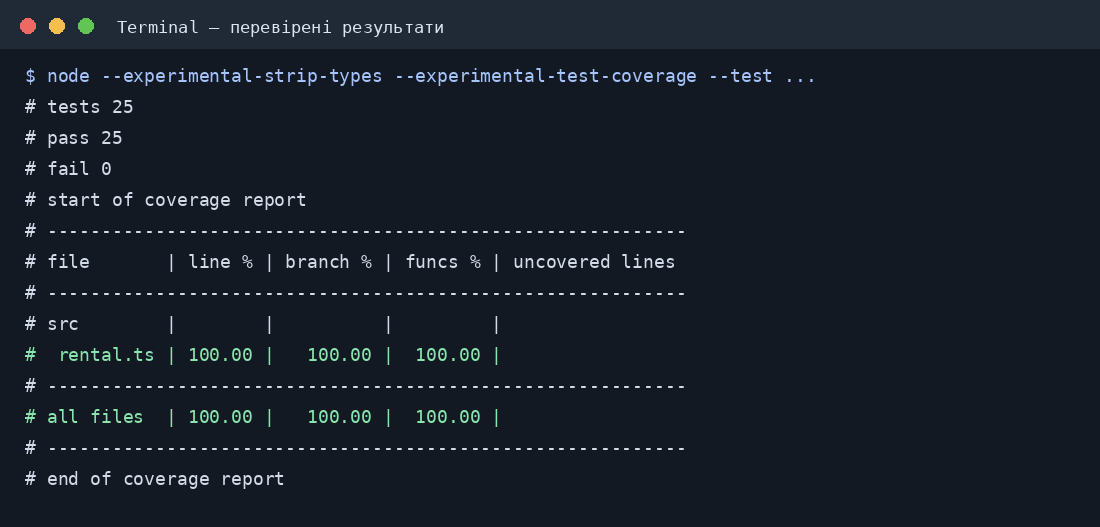 Terminal — перевірені результати
$ node --experimental-strip-types --experimental-test-coverage --test ...
# tests 25
# pass 25
# fail 0
# start of coverage report
# -----------------------------------------------------------
# file       | line % | branch % | funcs % | uncovered lines
# -----------------------------------------------------------
# src        |        |          |         |
#  rental.ts | 100.00 |   100.00 |  100.00 |
# -----------------------------------------------------------
# all files  | 100.00 |   100.00 |  100.00 |
# -----------------------------------------------------------
# end of coverage report